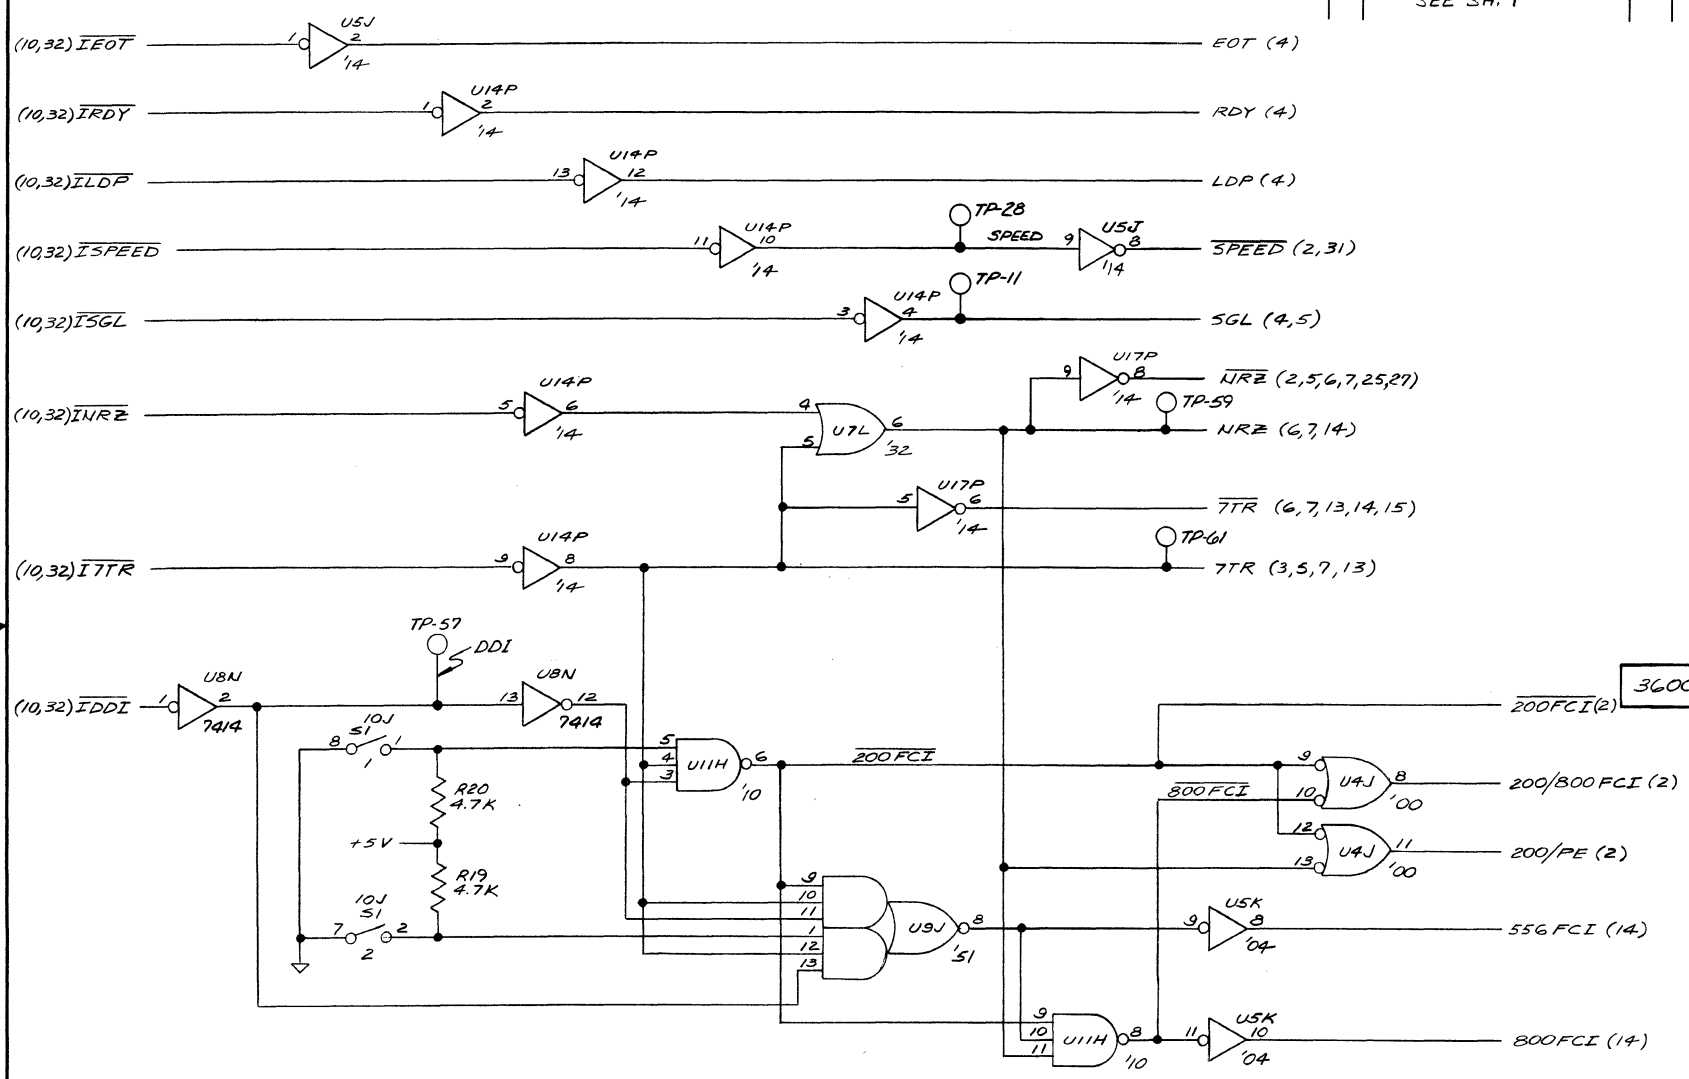 SEE SH. 1
(10,32) IEOT 1 U5J 2 '14 EOT (4)
(10,32) IRDY 1 U14P 2 '14 RDY (4)
(10,32) ILDP 13 U14P 12 '14 LDP (4)
(10,32) ISPEED 11 U14P 10 '14 TP-28 SPEED 9 U5J 8 '14 SPEED (2,31)
(10,32) ISGL 3 U14P 4 '14 TP-11 SGL (4,5)
9 U17P 8 '14 NRZ (2,5,6,7,25,27)
(10,32) INRZ 5 U14P 6 '14 4 5 U7L 6 '32 TP-59 NRZ (6,7,14)
5 U17P 6 '14 7TR (6,7,13,14,15)
(10,32) I7TR 9 U14P 8 '14 TP-61 7TR (3,5,7,13)
TP-57
DDI
(10,32) IDDI 1 U8N 2 7414 13 U8N 12 7414 200FCI (2)
3600
10J
S1
8 1
1
5
4
3
U11H 6 '10 200FCI
R20
4.7K
+5V
R19
4.7K
800FCI
9
10
U4J 8 '00 200/800FCI (2)
12
13
U4J 11 '00 200/PE (2)
10J
S1
7 2
2
9
10
11
1
12
13
U9J 8 '51
9 U5K 8 '04 556FCI (14)
9
10
11
U11H 8 '10
11 U5K 10 '04 800FCI (14)